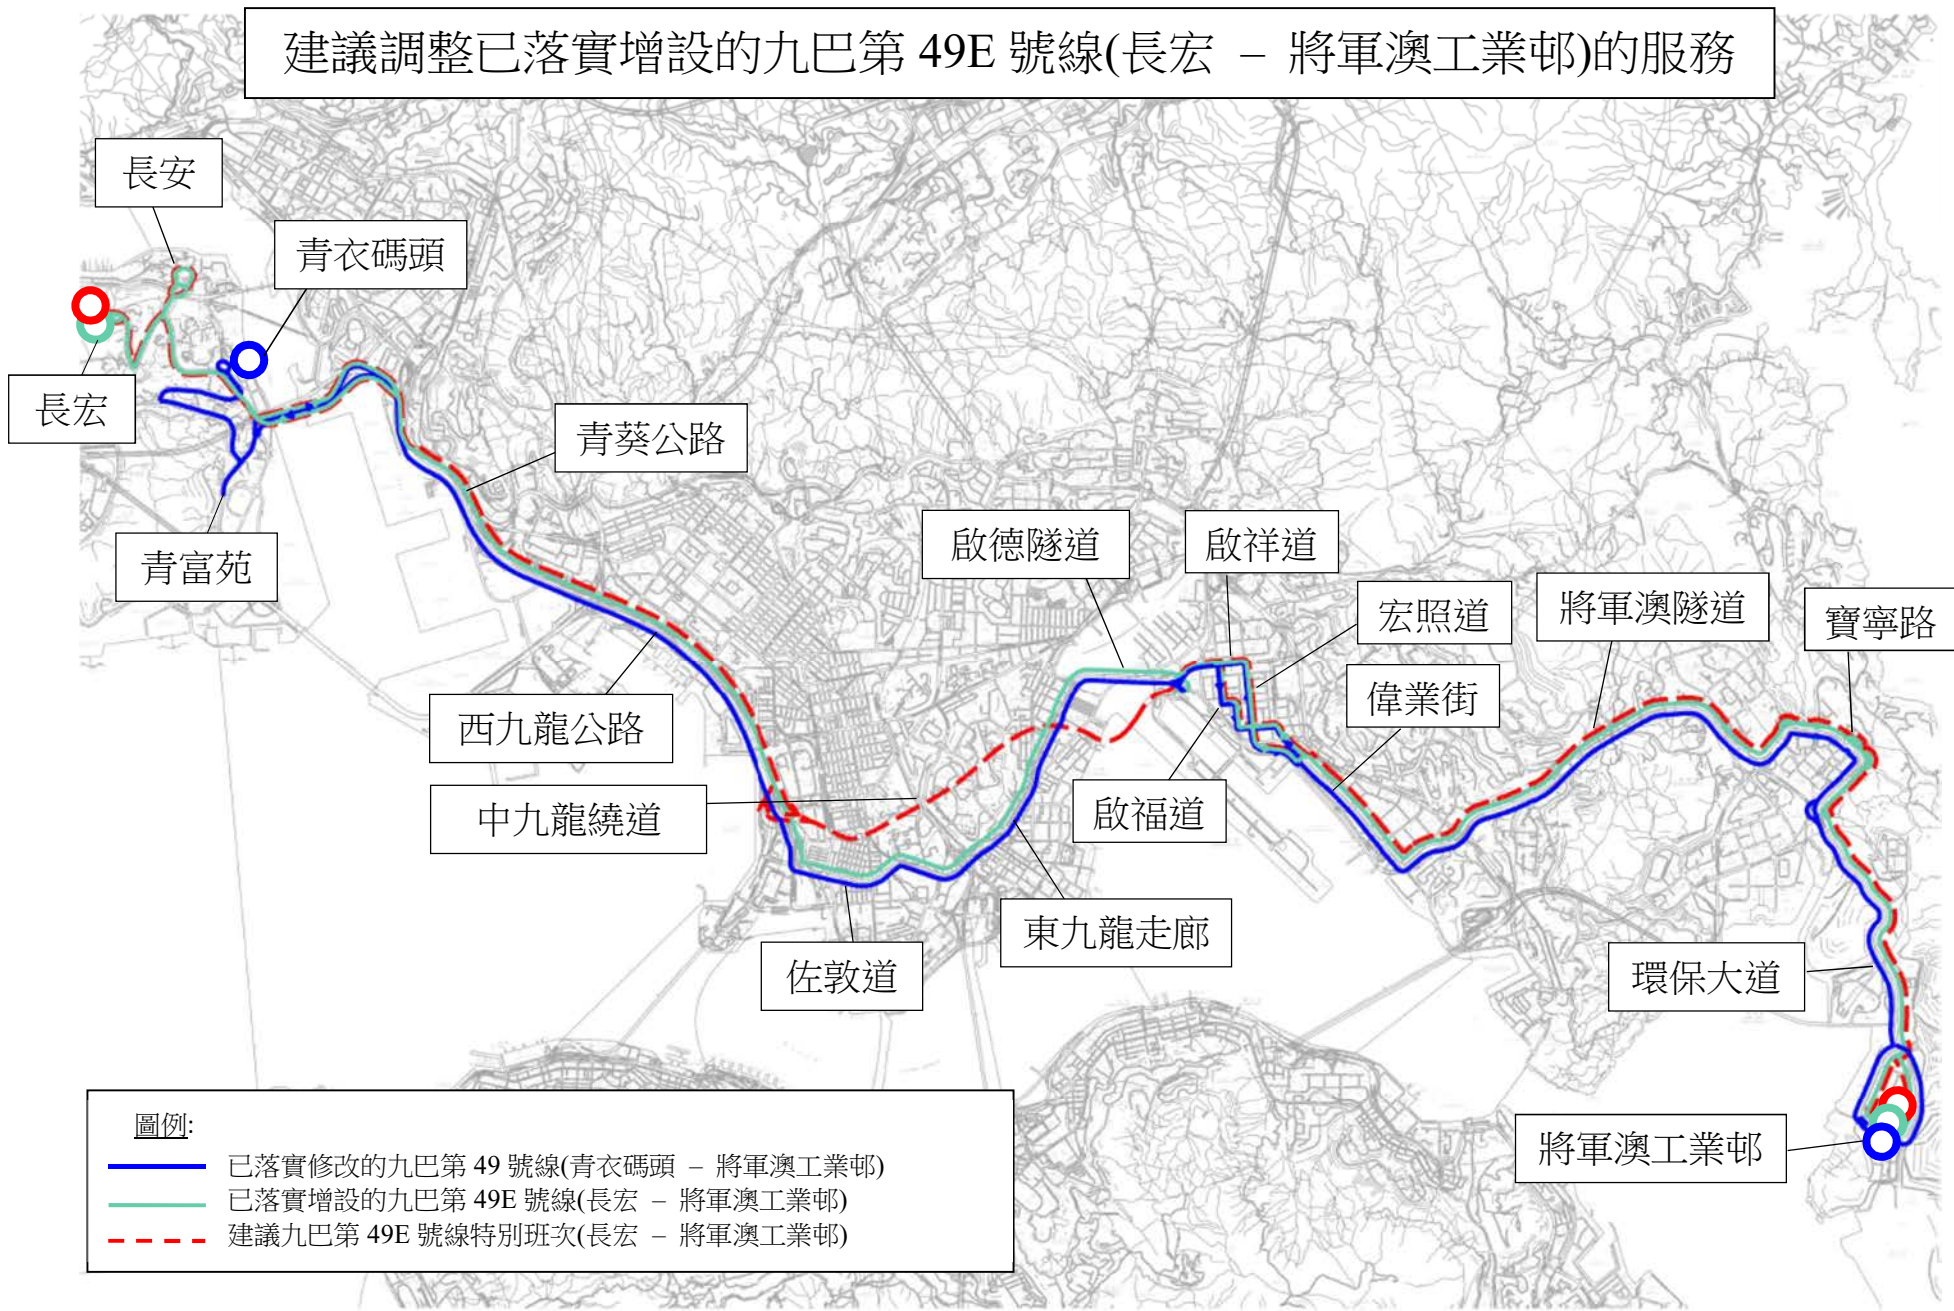 建議調整已落實增設的九巴第 49E 號線(長宏 – 將軍澳工業邨)的服務
長安
青衣碼頭
長宏
青葵公路
青富苑
啟德隧道
啟祥道
宏照道
將軍澳隧道
寶寧路
西九龍公路
偉業街
中九龍繞道
啟福道
東九龍走廊
佐敦道
環保大道
將軍澳工業邨
圖例:
已落實修改的九巴第 49 號線(青衣碼頭 – 將軍澳工業邨)
已落實增設的九巴第 49E 號線(長宏 – 將軍澳工業邨)
建議九巴第 49E 號線特別班次(長宏 – 將軍澳工業邨)